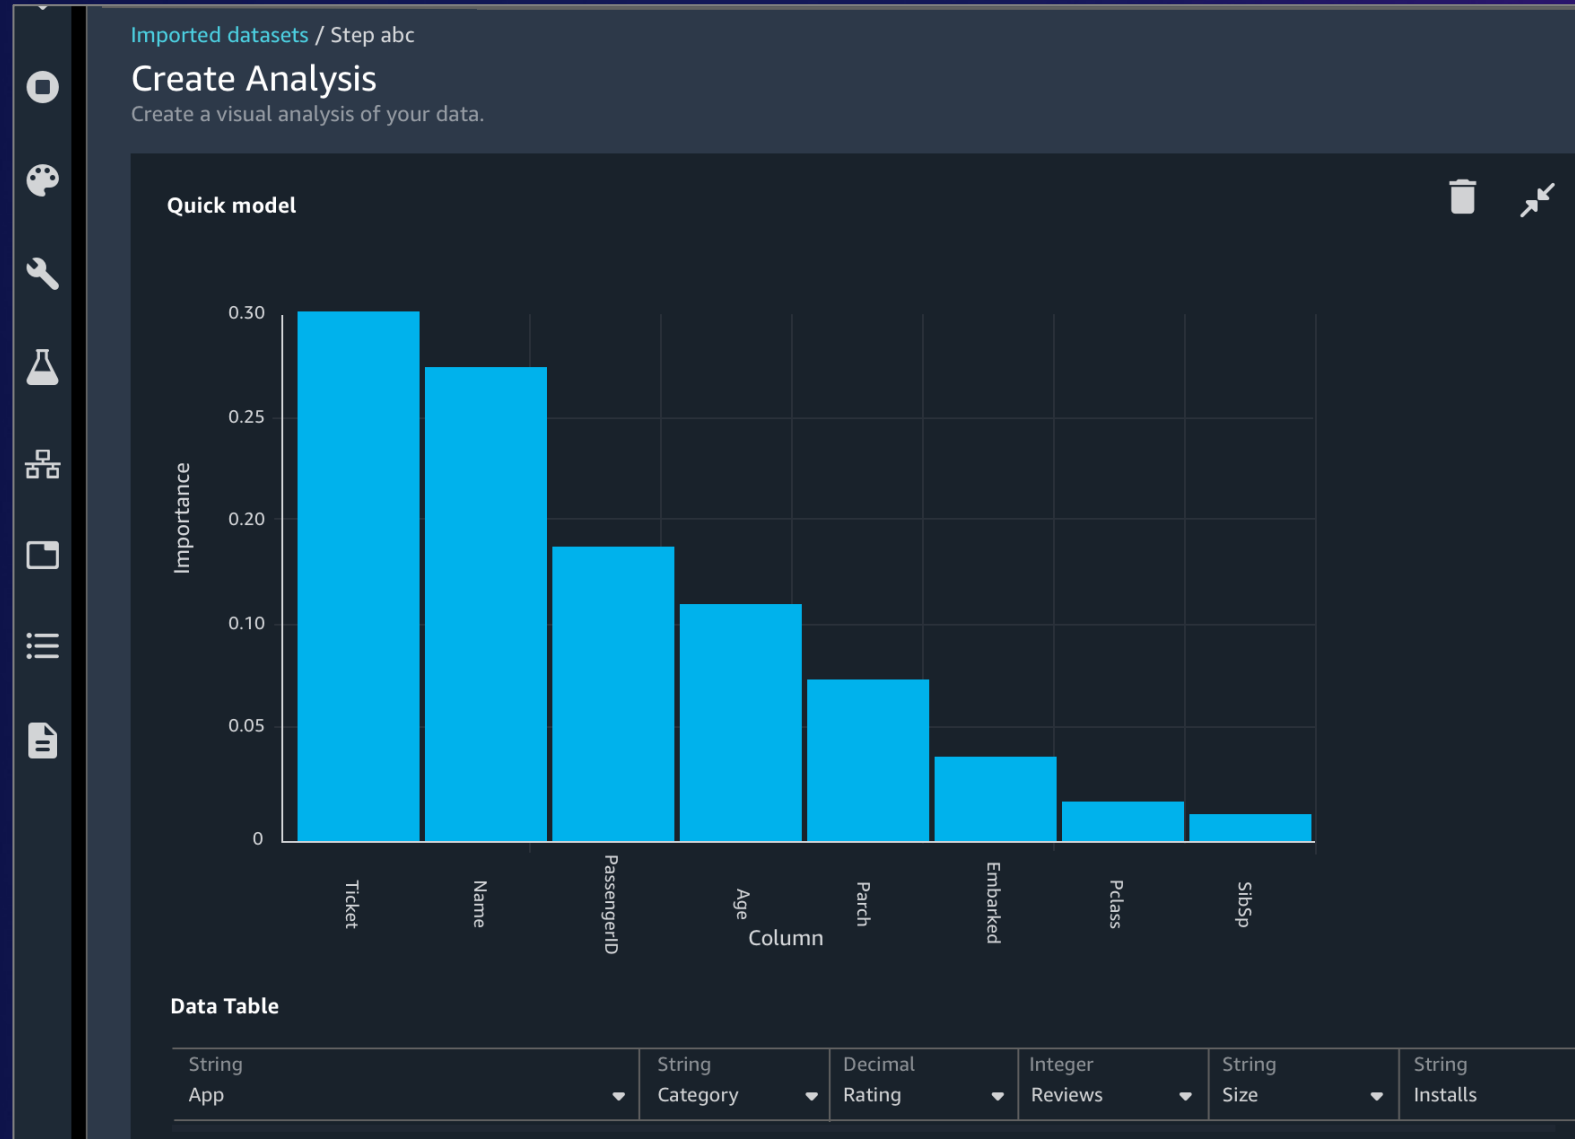 Imported datasets / Step abc
Create Analysis
Create a visual analysis of your data.
Quick model
0.30
0.25
0.20
0.10
0.05
0
Importance
Ticket
Name
PassengerID
Age
Parch
Embarked
Pclass
SibSp
Column
Data Table
String String Decimal Integer String String
App Category Rating Reviews Size Installs